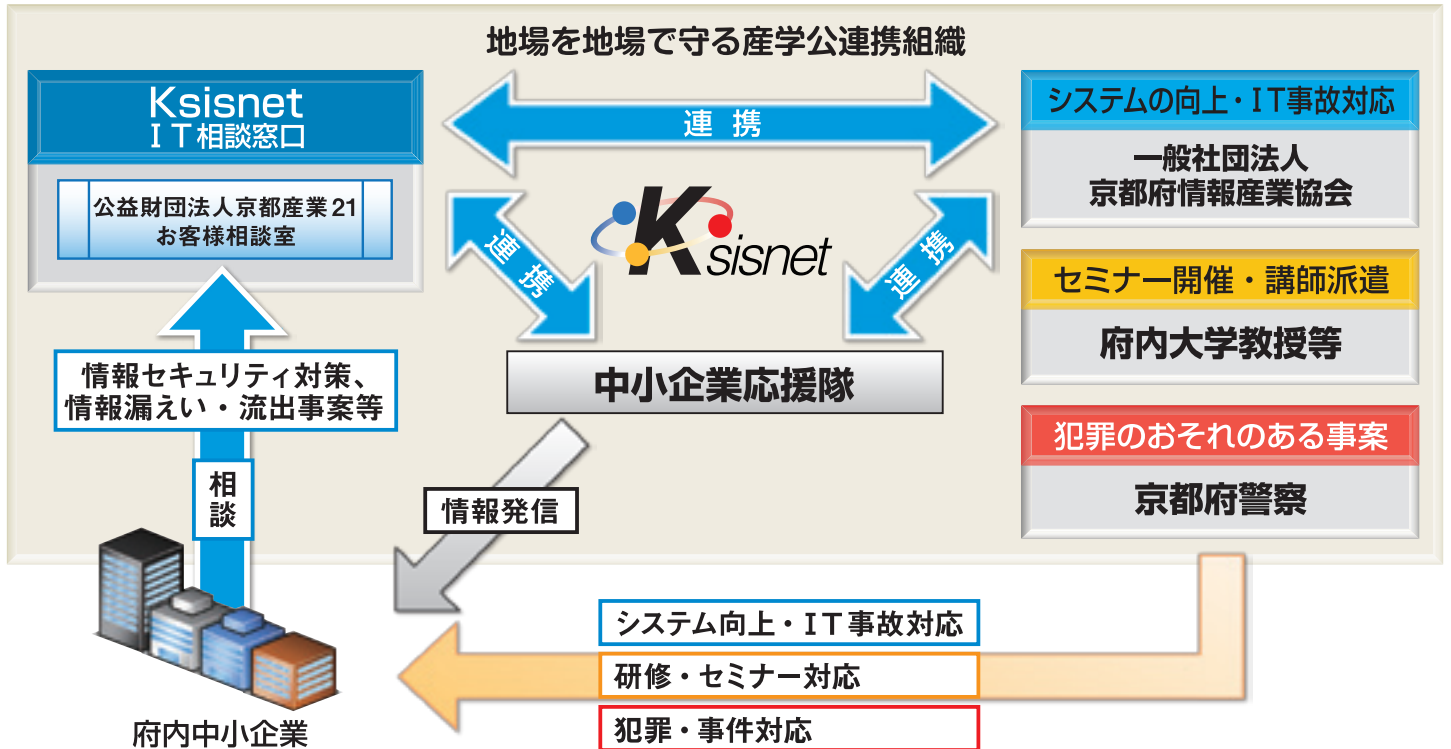 地場を地場で守る産学公連携組織
Ksisnet
IT相談窓口
公益財団法人京都産業21
お客様相談室
連携
システムの向上・IT事故対応
一般社団法人
京都府情報産業協会
連携
Ksisnet
連携
セミナー開催・講師派遣
府内大学教授等
中小企業応援隊
情報セキュリティ対策、
情報漏えい・流出事案等
犯罪のおそれのある事案
京都府警察
相談
情報発信
システム向上・IT事故対応
研修・セミナー対応
犯罪・事件対応
府内中小企業